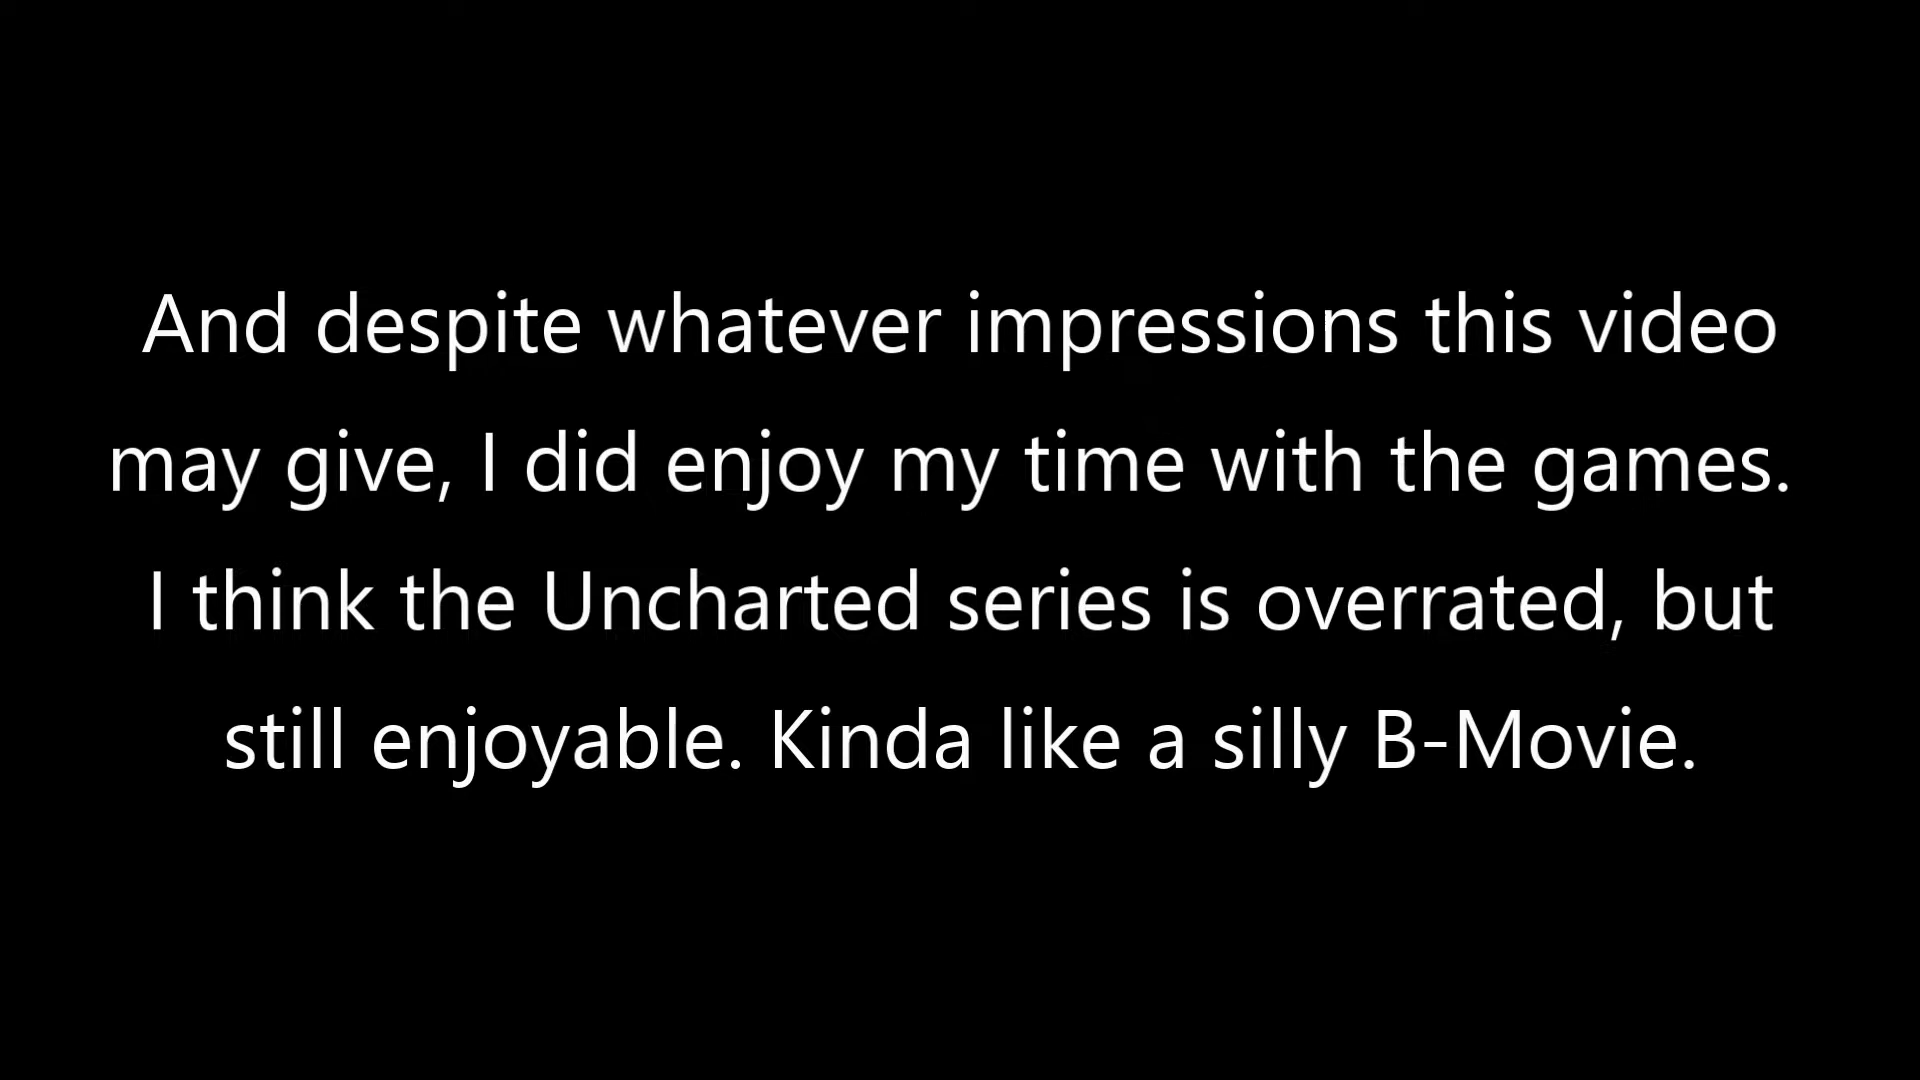 And despite whatever impressions this video
may give, I did enjoy my time with the games.
I think the Uncharted series is overrated, but
still enjoyable. Kinda like a silly B-Movie.